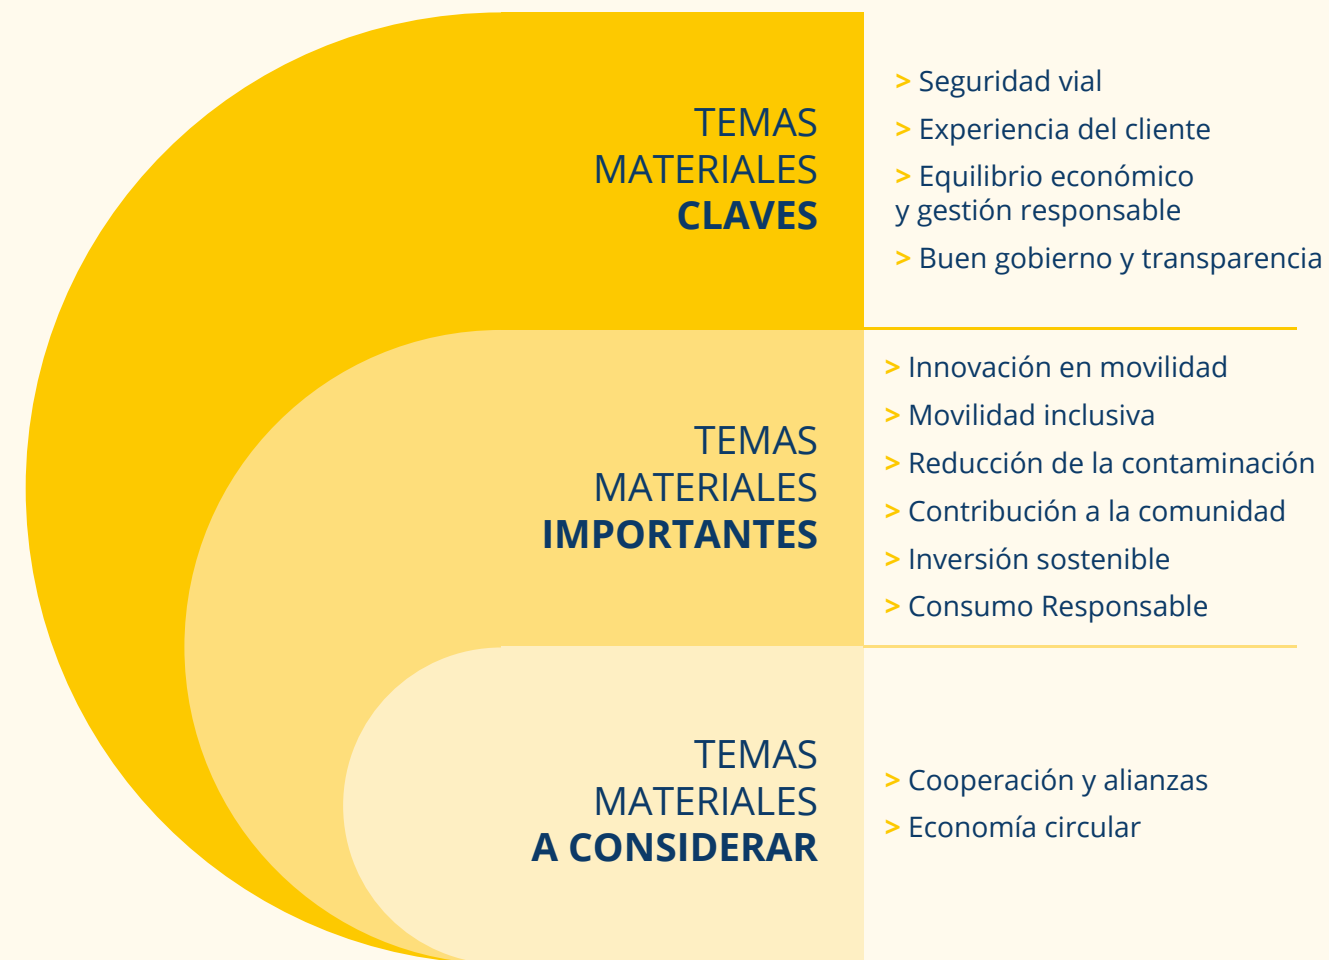 TEMAS
MATERIALES
CLAVES
> Seguridad vial
> Experiencia del cliente
> Equilibrio económico
y gestión responsable
> Buen gobierno y transparencia
TEMAS
MATERIALES
IMPORTANTES
> Innovación en movilidad
> Movilidad inclusiva
> Reducción de la contaminación
> Contribución a la comunidad
> Inversión sostenible
> Consumo Responsable
TEMAS
MATERIALES
A CONSIDERAR
> Cooperación y alianzas
> Economía circular